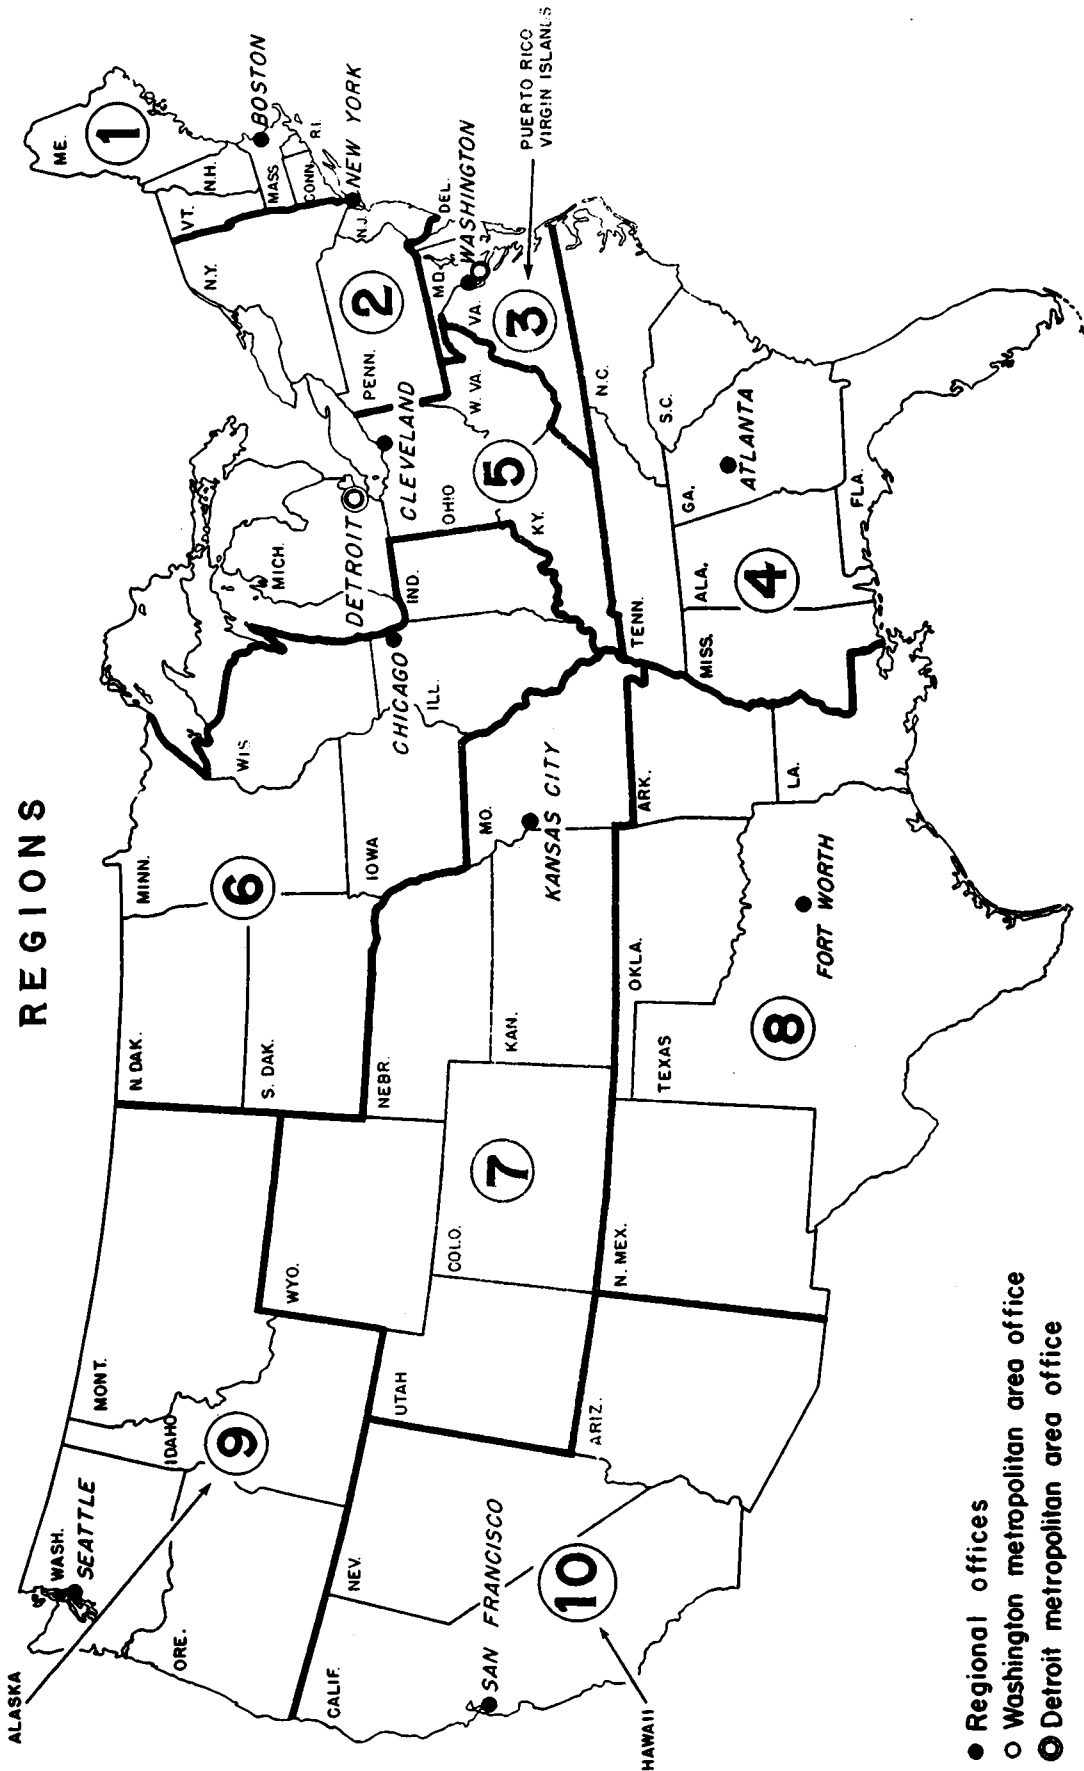 REGIONS
ALASKA
WASH.
SEATTLE
ORE.
IDAHO
MONT.
9
N. DAK.
S. DAK.
MINN.
6
WIS
IOWA
ILL.
CHICAGO
IND.
MICH.
DETROIT
CLEVELAND
OHIO
5
KY.
W. VA.
ME.
1
VT.
N.H.
MASS
BOSTON
CONN.
R.I.
N.Y.
NEW YORK
N.J.
PENN.
2
DEL.
MD.
WASHINGTON
VA.
3
PUERTO RICO
VIRGIN ISLANDS
CALIF.
NEV.
SAN FRANCISCO
10
HAWAII
ARIZ.
UTAH
WYO.
COLO.
7
NEBR.
KAN.
MO.
KANSAS CITY
N. MEX.
TEXAS
OKLA.
8
FORT WORTH
ARK.
LA.
TENN.
MISS.
ALA.
4
GA.
ATLANTA
FLA.
N.C.
S.C.
Regional offices
Washington metropolitan area office
Detroit metropolitan area office